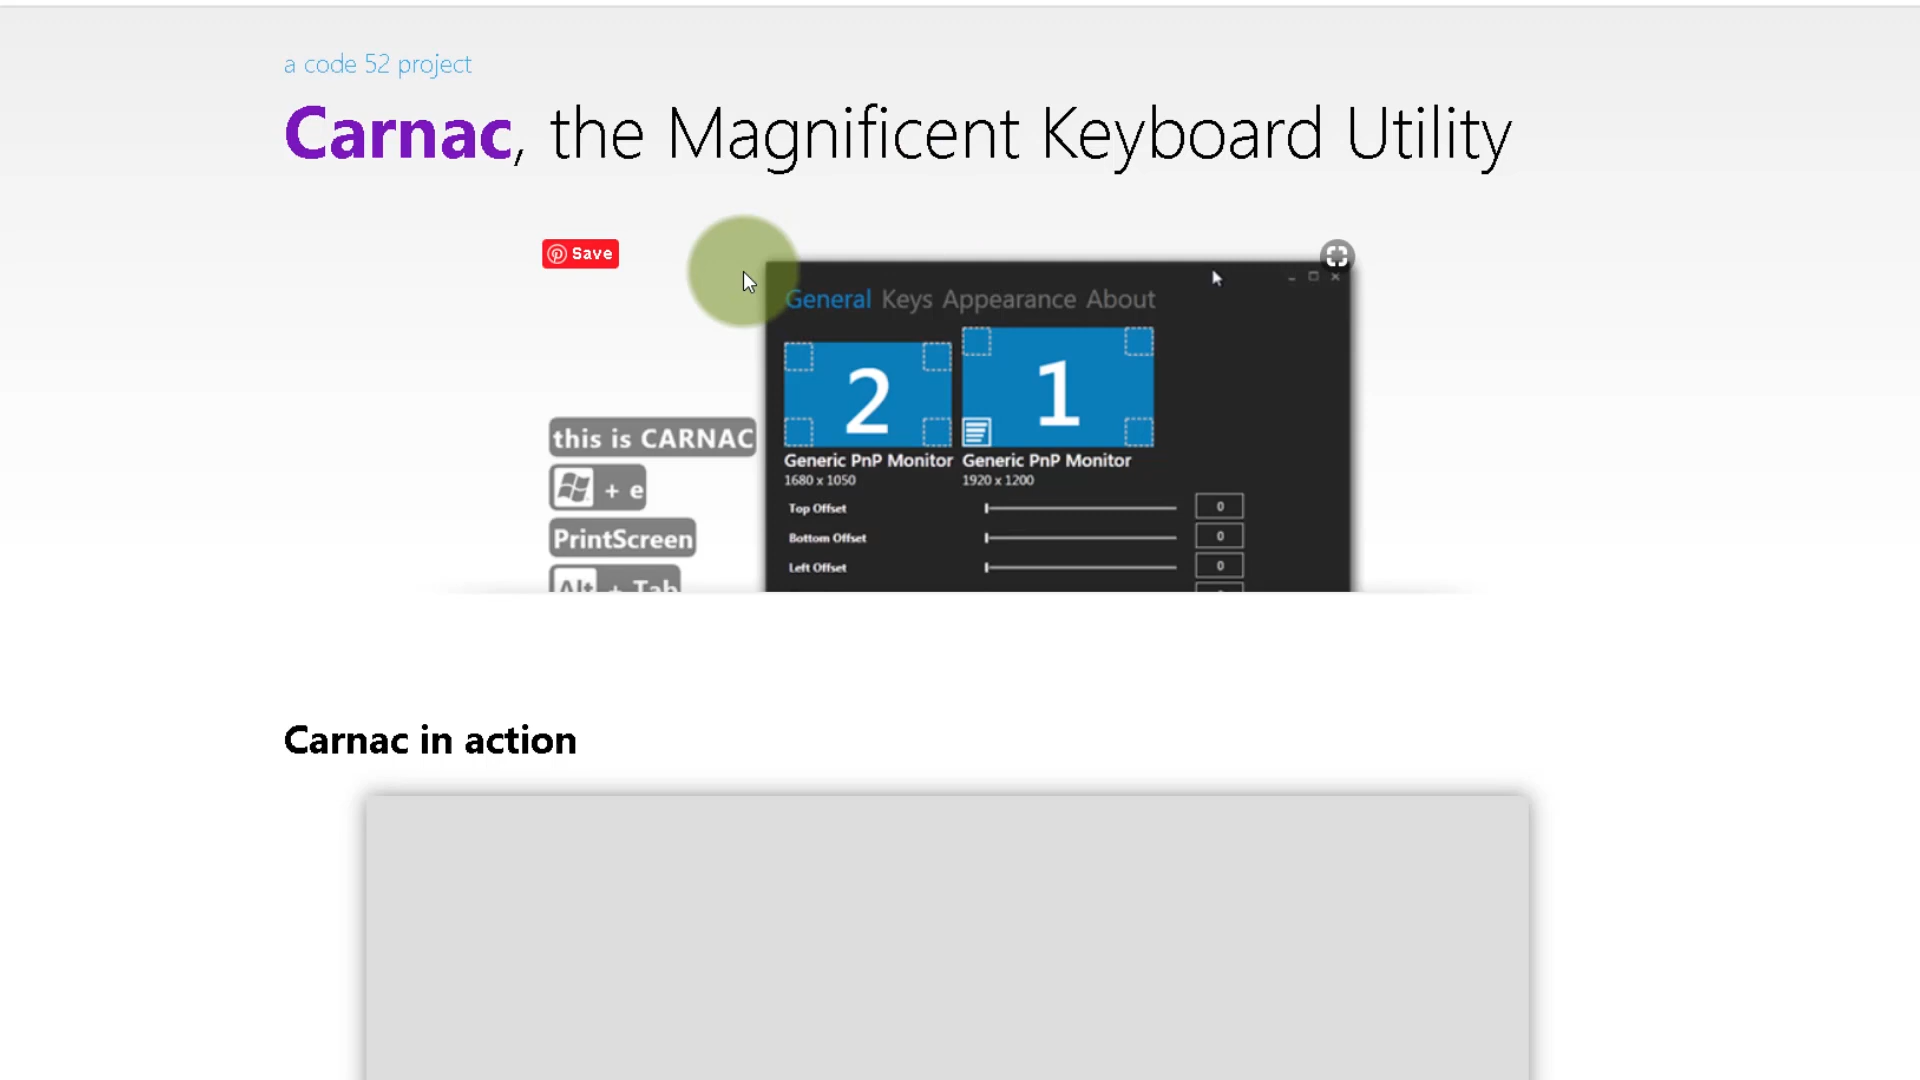 a code 52 project
Carnac, the Magnificent Keyboard Utility
Save
General Keys Appearance About
2
1
this is CARNAC
Generic PnP Monitor
Generic PnP Monitor
1680 x 1050
1920 x 1200
+ e
Top Offset
0
PrintScreen
Bottom Offset
0
Left Offset
0
Alt + Tab
Carnac in action